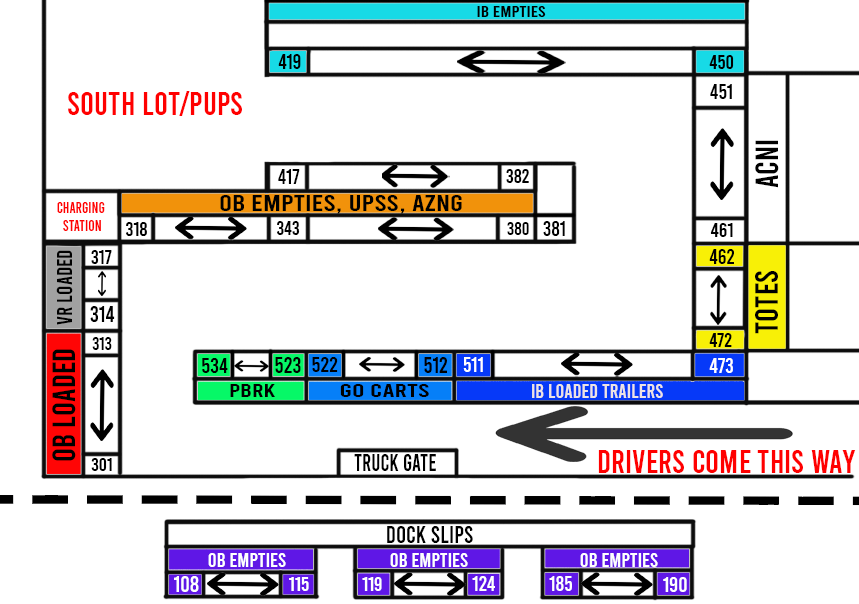 IB EMPTIES
419
450
451
SOUTH LOT/PUPS
ACNI
417
382
CHARGING
STATION
OB EMPTIES, UPSS, AZNG
318
343
380
381
461
VR LOADED
317
462
TOTES
314
OB LOADED
313
472
534
523
522
512
511
473
PBRK
GO CARTS
IB LOADED TRAILERS
301
TRUCK GATE
DRIVERS COME THIS WAY
DOCK SLIPS
OB EMPTIES
OB EMPTIES
OB EMPTIES
108
115
119
124
185
190